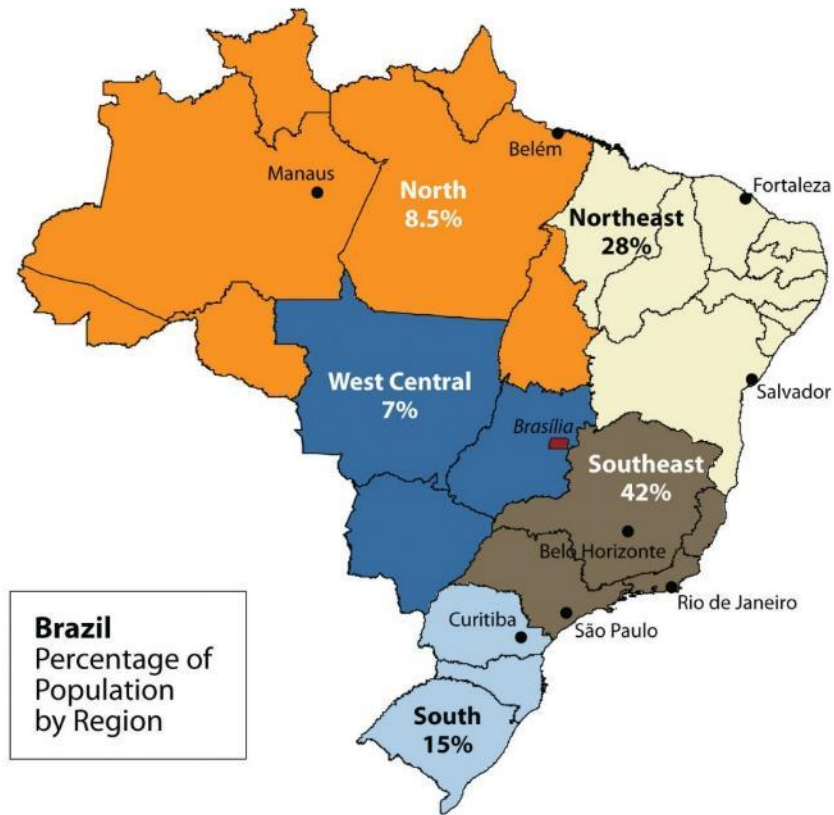 Belém
Manaus
North
8.5%
Fortaleza
Northeast
28%
West Central
7%
Salvador
Brasília
Southeast
42%
Belo Horizonte
Rio de Janeiro
São Paulo
Curitiba
South
15%
Brazil
Percentage of
Population
by Region